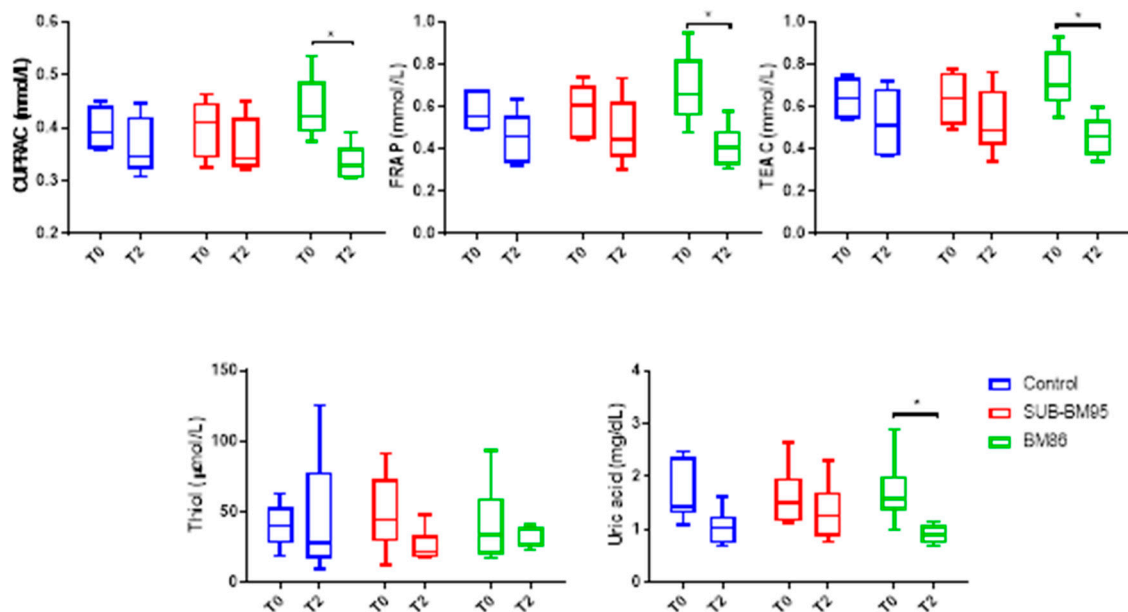 CUPRAC (mmol/L)
0.6
0.5
0.4
0.3
0.2
*
T0 T2 T0 T2 T0 T2
FRAP (mmol/L)
1.0
0.8
0.6
0.4
0.2
0.0
*
T0 T2 T0 T2 T0 T2
TEAC (mmol/L)
1.0
0.8
0.6
0.4
0.2
0.0
*
T0 T2 T0 T2 T0 T2
Thiol (μmol/L)
150
100
50
0
T0 T2 T0 T2 T0 T2
Uric acid (mg/dL)
4
3
2
1
0
*
T0 T2 T0 T2 T0 T2
Control
SUB-BM95
BM86